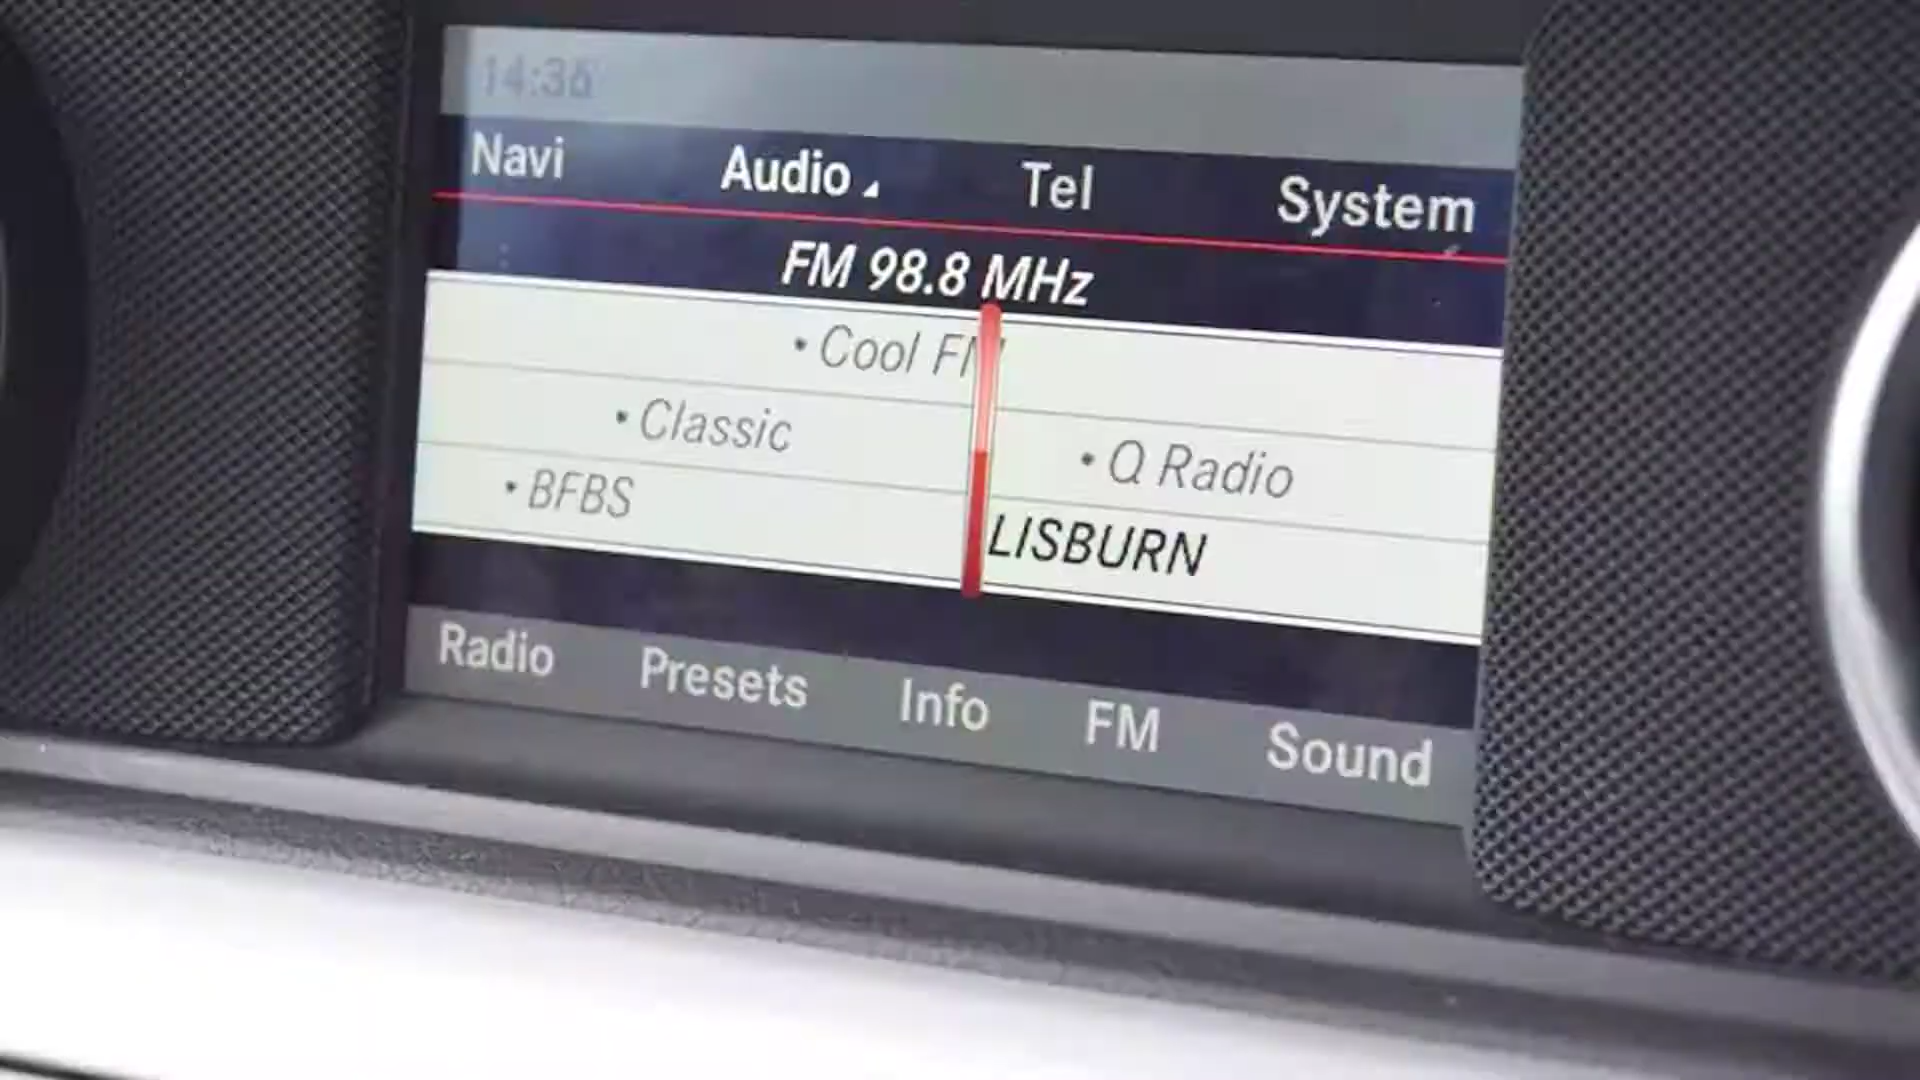 14:36
Navi Audio Tel System
FM 98.8 MHz
• Cool FM
• Classic
• Q Radio
• BFBS
LISBURN
Radio Presets Info FM Sound